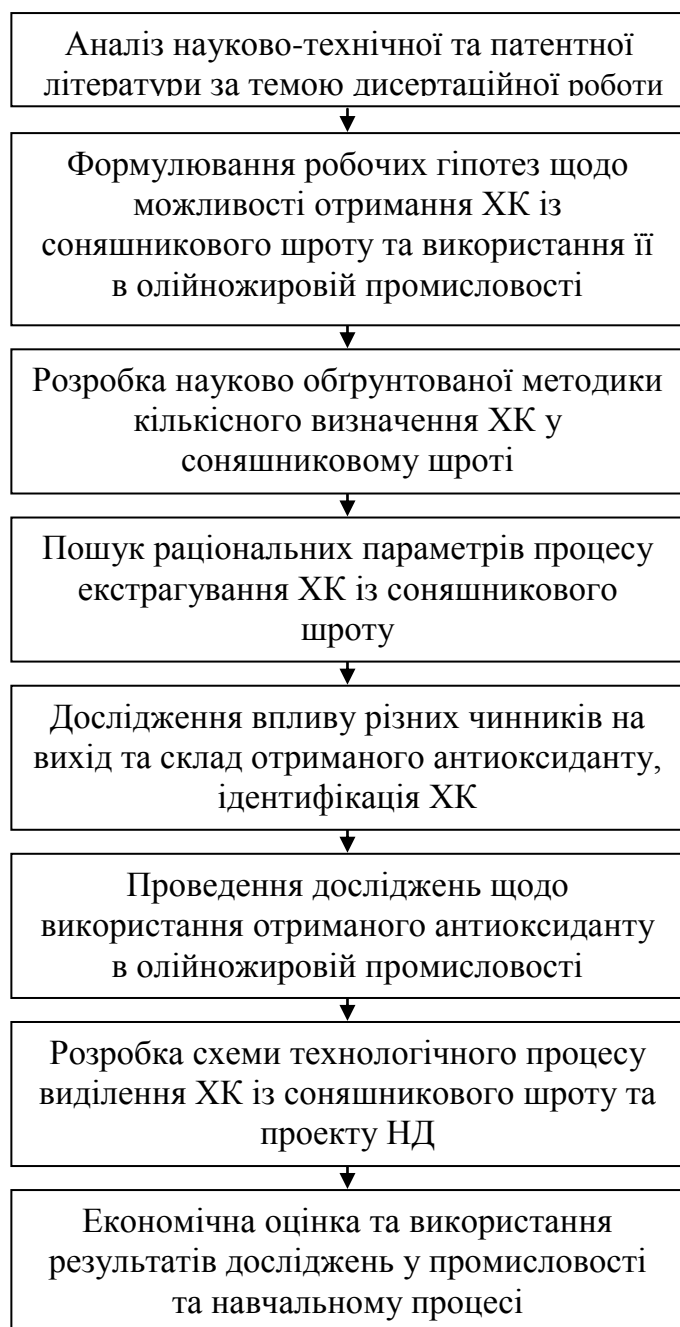 Аналіз науково-технічної та патентної
літератури за темою дисертаційної роботи
Формулювання робочих гіпотез щодо
можливості отримання ХК із
соняшникового шроту та використання її
в олійножировій промисловості
Розробка науково обґрунтованої методики
кількісного визначення ХК у
соняшниковому шроті
Пошук раціональних параметрів процесу
екстрагування ХК із соняшникового
шроту
Дослідження впливу різних чинників на
вихід та склад отриманого антиоксиданту,
ідентифікація ХК
Проведення досліджень щодо
використання отриманого антиоксиданту
в олійножировій промисловості
Розробка схеми технологічного процесу
виділення ХК із соняшникового шроту та
проекту НД
Економічна оцінка та використання
результатів досліджень у промисловості
та навчальному процесі